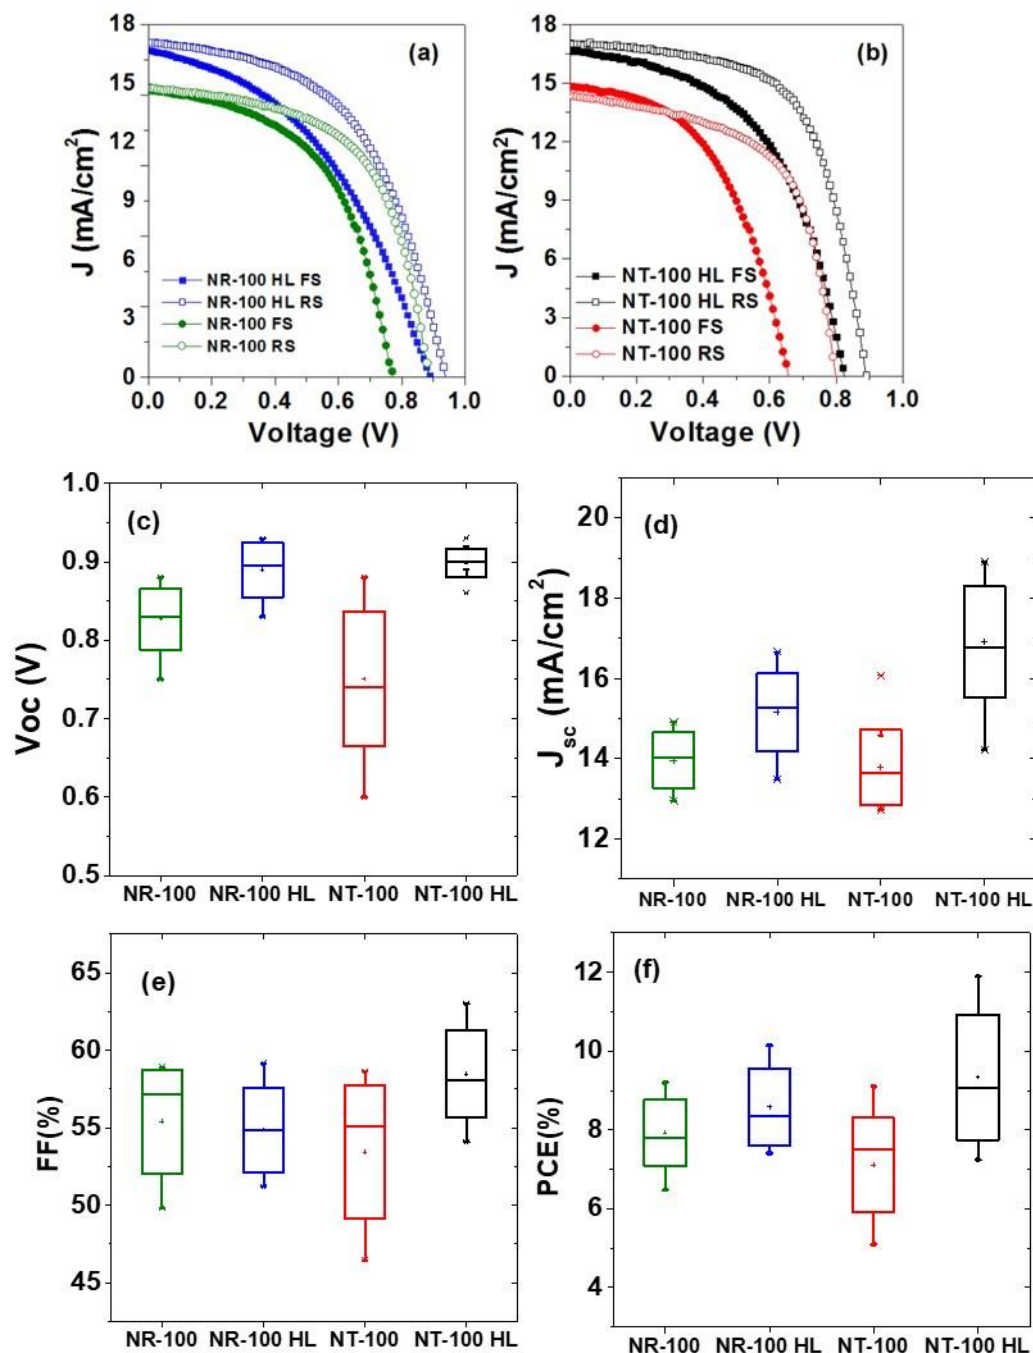 (a)
J (mA/cm²)
18
15
12
9
6
3
0
NR-100 HL FS
NR-100 HL RS
NR-100 FS
NR-100 RS
0.0 0.2 0.4 0.6 0.8 1.0
Voltage (V)
(b)
J (mA/cm²)
18
15
12
9
6
3
0
NT-100 HL FS
NT-100 HL RS
NT-100 FS
NT-100 RS
0.0 0.2 0.4 0.6 0.8 1.0
Voltage (V)
(c)
Voc (V)
1.0
0.9
0.8
0.7
0.6
0.5
NR-100 NR-100 HL NT-100 NT-100 HL
(d)
Jsc (mA/cm²)
20
18
16
14
12
NR-100 NR-100 HL NT-100 NT-100 HL
(e)
FF(%)
65
60
55
50
45
NR-100 NR-100 HL NT-100 NT-100 HL
(f)
PCE(%)
12
10
8
6
4
NR-100 NR-100 HL NT-100 NT-100 HL